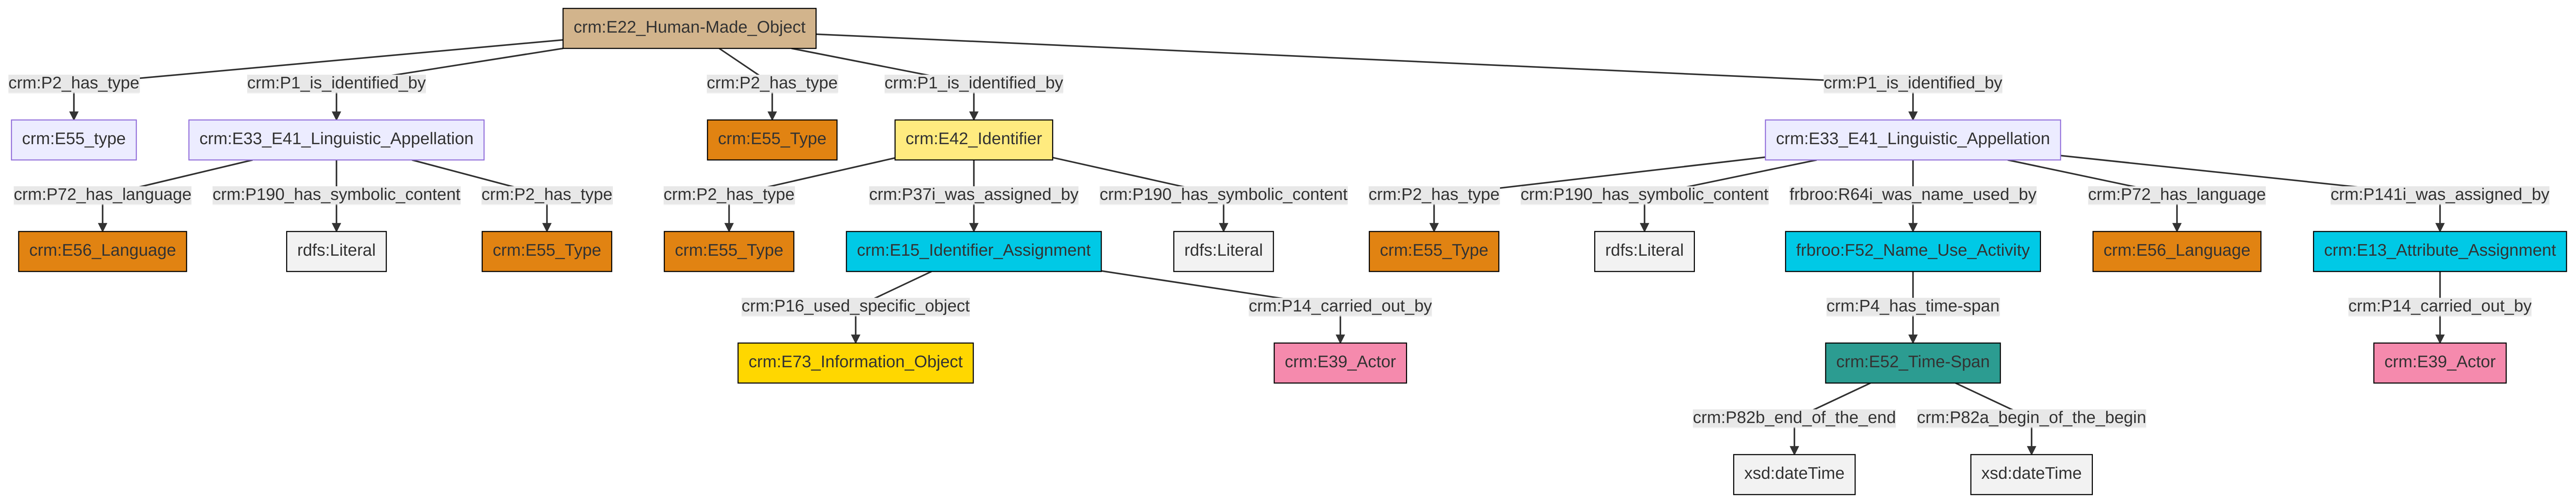 crm:E22_Human-Made_Object
crm:P2_has_type
crm:P1_is_identified_by
crm:P2_has_type
crm:P1_is_identified_by
crm:P1_is_identified_by
crm:E55_type
crm:E33_E41_Linguistic_Appellation
crm:E55_Type
crm:E42_Identifier
crm:E33_E41_Linguistic_Appellation
crm:P72_has_language
crm:P190_has_symbolic_content
crm:P2_has_type
crm:P2_has_type
crm:P37i_was_assigned_by
crm:P190_has_symbolic_content
crm:P2_has_type
crm:P190_has_symbolic_content
frbroo:R64i_was_name_used_by
crm:P72_has_language
crm:P141i_was_assigned_by
crm:E56_Language
rdfs:Literal
crm:E55_Type
crm:E55_Type
crm:E15_Identifier_Assignment
rdfs:Literal
crm:E55_Type
rdfs:Literal
frbroo:F52_Name_Use_Activity
crm:E56_Language
crm:E13_Attribute_Assignment
crm:P16_used_specific_object
crm:P14_carried_out_by
crm:P4_has_time-span
crm:P14_carried_out_by
crm:E73_Information_Object
crm:E39_Actor
crm:E52_Time-Span
crm:E39_Actor
crm:P82b_end_of_the_end
crm:P82a_begin_of_the_begin
xsd:dateTime
xsd:dateTime